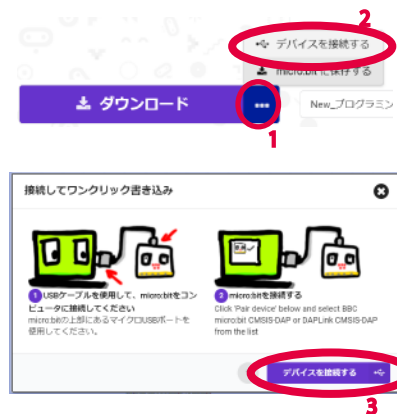 2
デバイスを接続する
micro:bit に保存する
ダウンロード
...
New_プログラミン
1
接続してワンクリック書き込み
1 USBケーブルを使用して、micro:bitをコン
ピュータに接続してください
micro:bitの上部にあるマイクロUSBポートを
使用してください。
2 micro:bitを接続する
Click 'Pair device' below and select BBC
micro:bit CMSIS-DAP or DAPLink CMSIS-DAP
from the list
デバイスを接続する
3